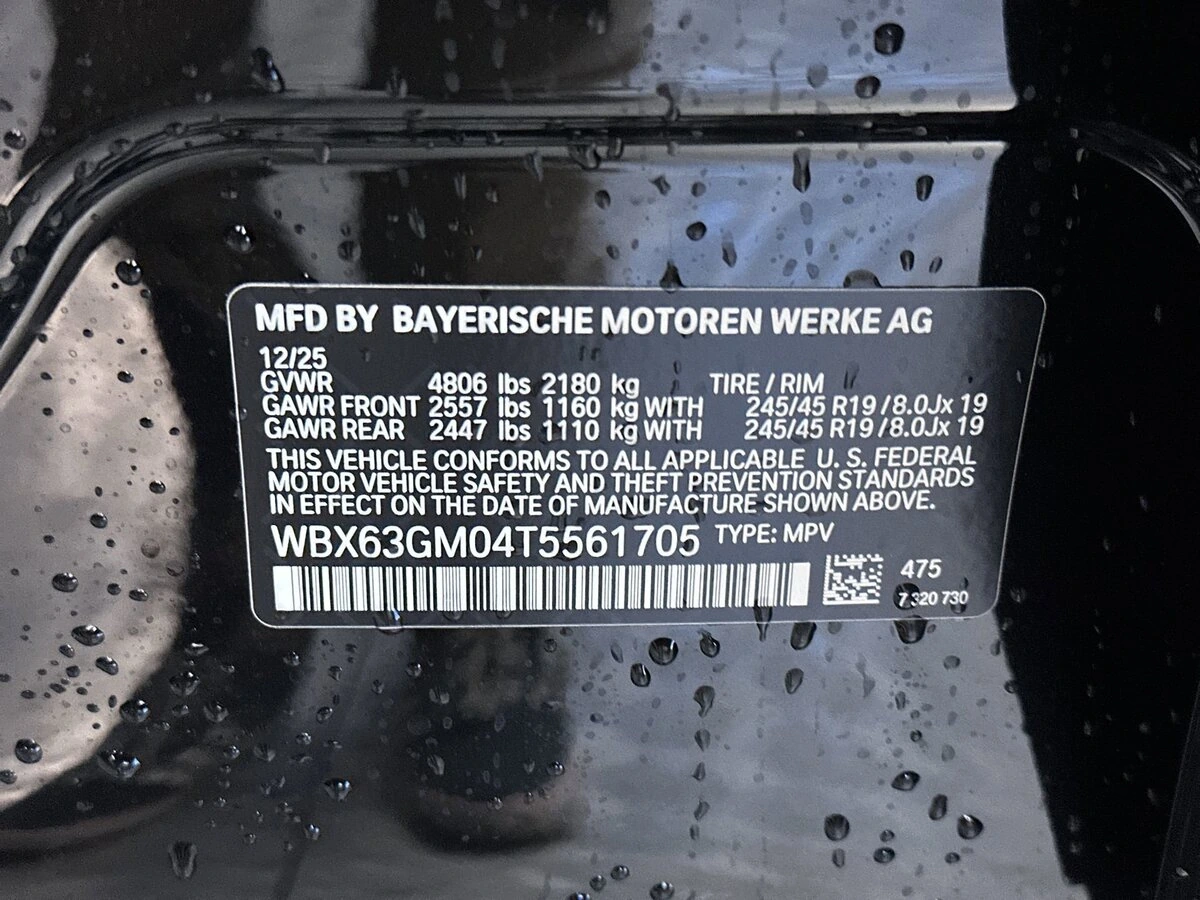 MFD BY BAYERISCHE MOTOREN WERKE AG
12/25
GVWR 4806 lbs 2180 kg TIRE / RIM
GAWR FRONT 2557 lbs 1160 kg WITH 245/45 R19 / 8.0Jx 19
GAWR REAR 2447 lbs 1110 kg WITH 245/45 R19 / 8.0Jx 19
THIS VEHICLE CONFORMS TO ALL APPLICABLE U. S. FEDERAL
MOTOR VEHICLE SAFETY AND THEFT PREVENTION STANDARDS
IN EFFECT ON THE DATE OF MANUFACTURE SHOWN ABOVE.
WBX63GM04T5561705 TYPE: MPV
475
7 320 730